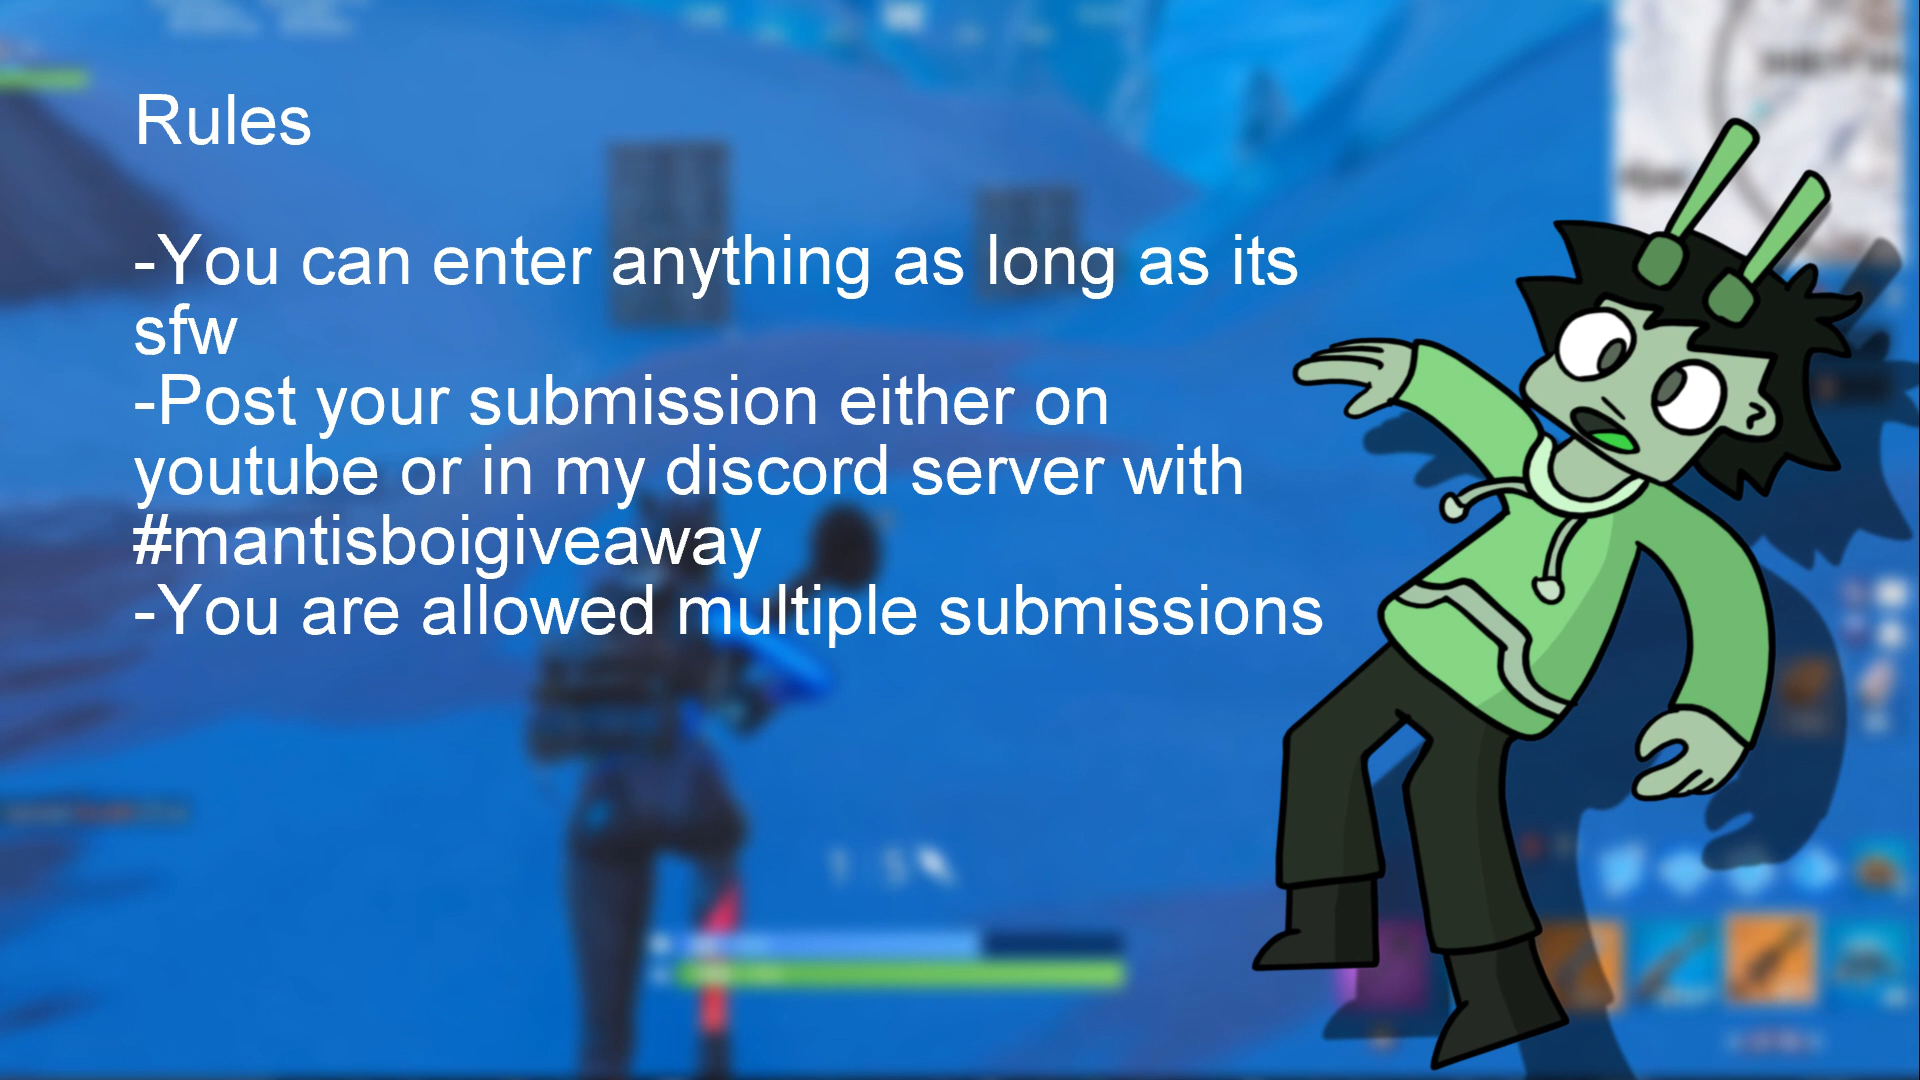 Rules
-You can enter anything as long as its
sfw
-Post your submission either on
youtube or in my discord server with
#mantisboigiveaway
-You are allowed multiple submissions